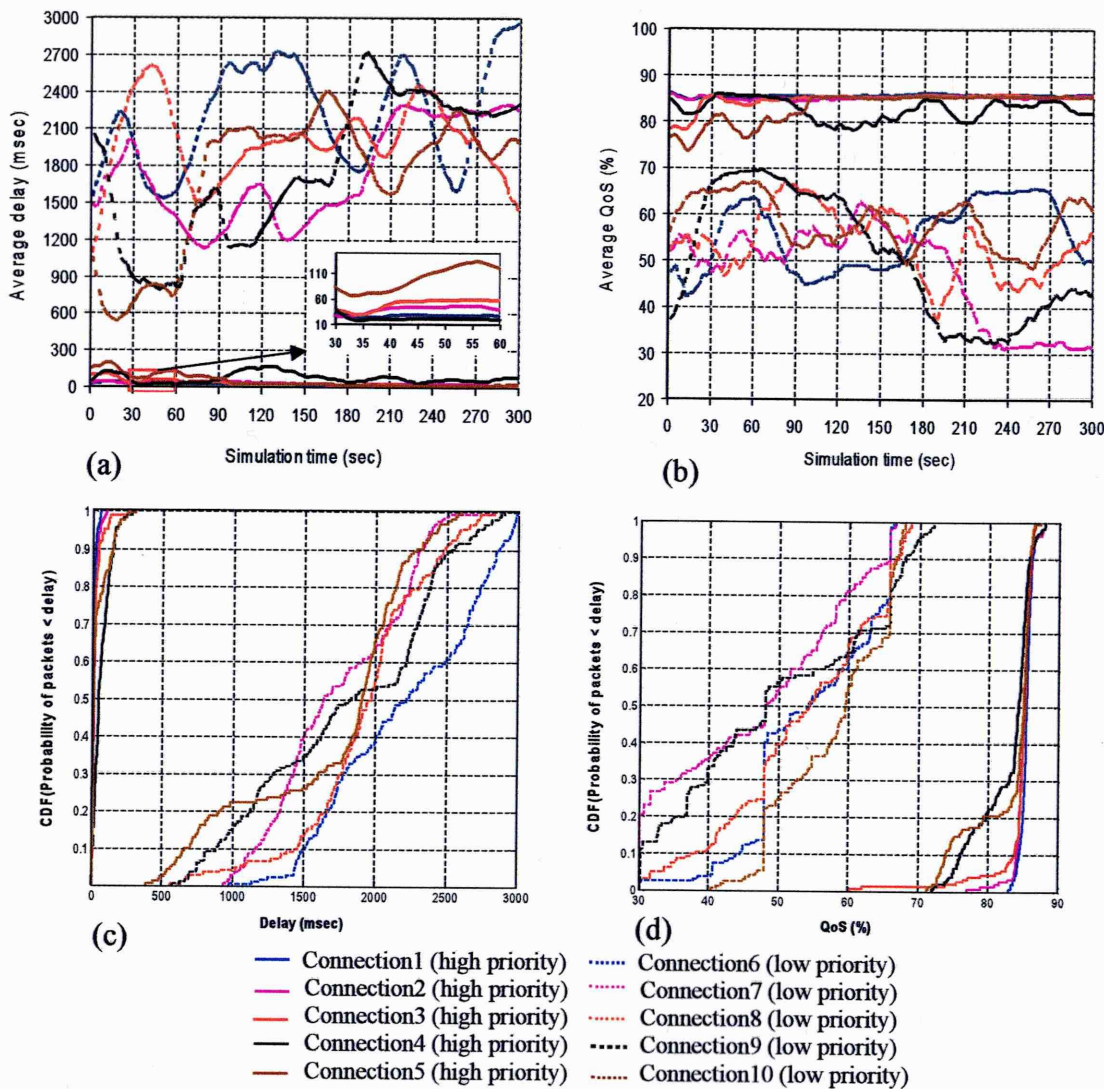 3000
2700
2400
2100
1800
1500
1200
900
600
300
0
Average delay (msec)
110
60
10
30 35 40 45 50 55 60
0 30 60 90 120 150 180 210 240 270 300
Simulation time (sec)
(a)
100
90
80
70
60
50
40
30
20
Average QoS (%)
0 30 60 90 120 150 180 210 240 270 300
Simulation time (sec)
(b)
1
0.9
0.8
0.7
0.6
0.5
0.4
0.3
0.2
0.1
CDF(Probability of packets < delay)
0 500 1000 1500 2000 2500 3000
Delay (msec)
(c)
1
0.9
0.8
0.7
0.6
0.5
0.4
0.3
0.2
0.1
0
CDF(Probability of packets < delay)
30 40 50 60 70 80 90
QoS (%)
(d)
Connection1 (high priority)
Connection2 (high priority)
Connection3 (high priority)
Connection4 (high priority)
Connection5 (high priority)
Connection6 (low priority)
Connection7 (low priority)
Connection8 (low priority)
Connection9 (low priority)
Connection10 (low priority)